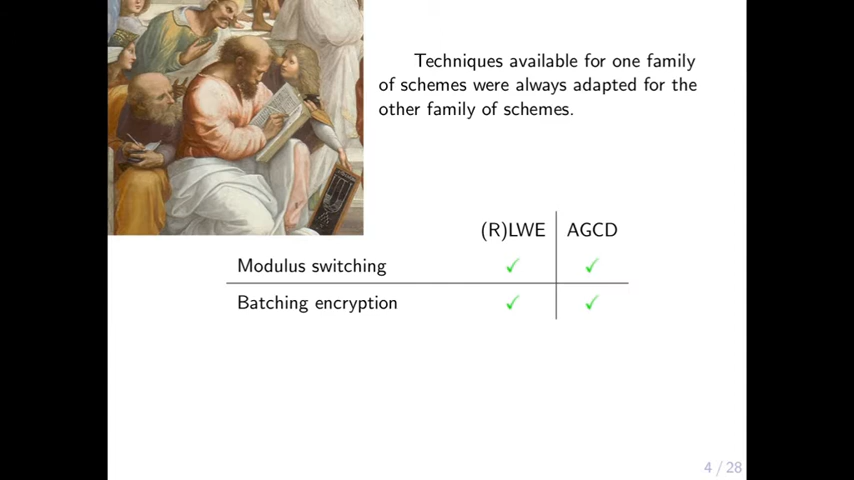 Techniques available for one family
of schemes were always adapted for the
other family of schemes.
(R)LWE AGCD
Modulus switching ✓ ✓
Batching encryption ✓ ✓
4 / 28